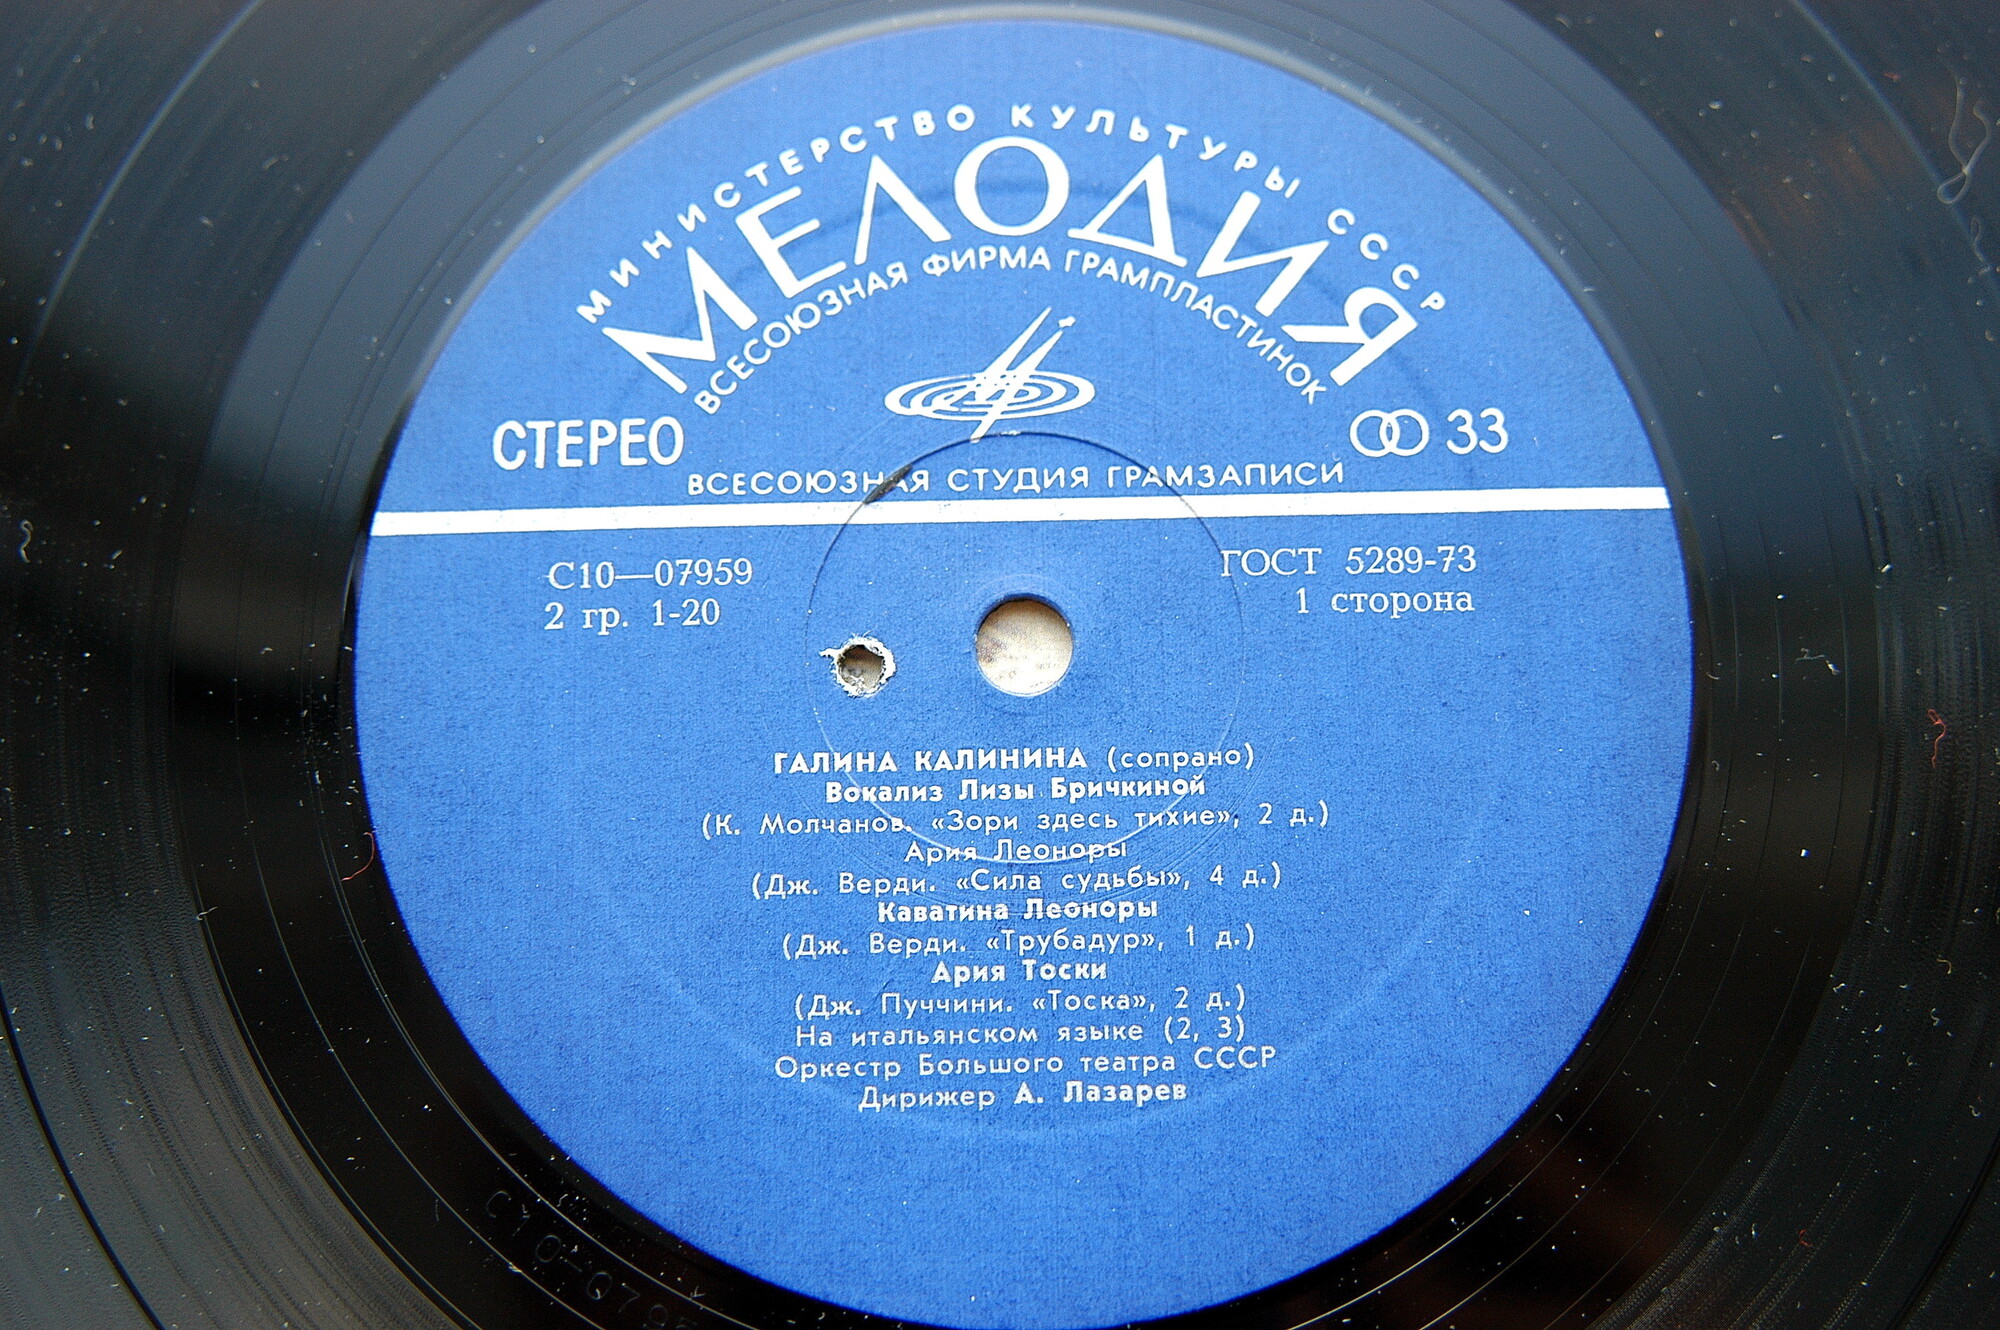 МИНИСТЕРСТВО КУЛЬТУРЫ СССР
МЕЛОДИЯ
ВСЕСОЮЗНАЯ ФИРМА ГРАМПЛАСТИНОК
СТЕРЕО
33
ВСЕСОЮЗНАЯ СТУДИЯ ГРАМЗАПИСИ
С10—07959
2 гр. 1-20
ГОСТ 5289-73
1 сторона
ГАЛИНА КАЛИНИНА (сопрано)
Вокализ Лизы Бричкиной
(К. Молчанов. «Зори здесь тихие», 2 д.)
Ария Леоноры
(Дж. Верди. «Сила судьбы», 4 д.)
Каватина Леоноры
(Дж. Верди. «Трубадур», 1 д.)
Ария Тоски
(Дж. Пуччини. «Тоска», 2 д.)
На итальянском языке (2, 3)
Оркестр Большого театра СССР
Дирижер А. Лазарев